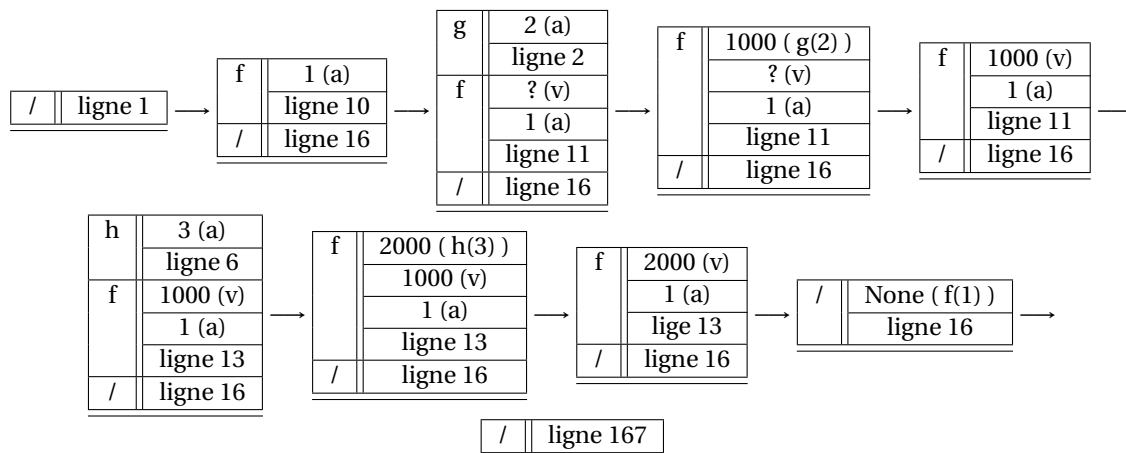 / ligne 1
f 1 (a)
ligne 10
/ ligne 16
g 2 (a)
ligne 2
f ? (v)
1 (a)
ligne 11
/ ligne 16
f 1000 ( g(2) )
? (v)
1 (a)
ligne 11
/ ligne 16
f 1000 (v)
1 (a)
ligne 11
/ ligne 16
h 3 (a)
ligne 6
f 1000 (v)
1 (a)
ligne 13
/ ligne 16
f 2000 ( h(3) )
1000 (v)
1 (a)
ligne 13
/ ligne 16
f 2000 (v)
1 (a)
lige 13
/ ligne 16
/ None ( f(1) )
ligne 16
/ ligne 167